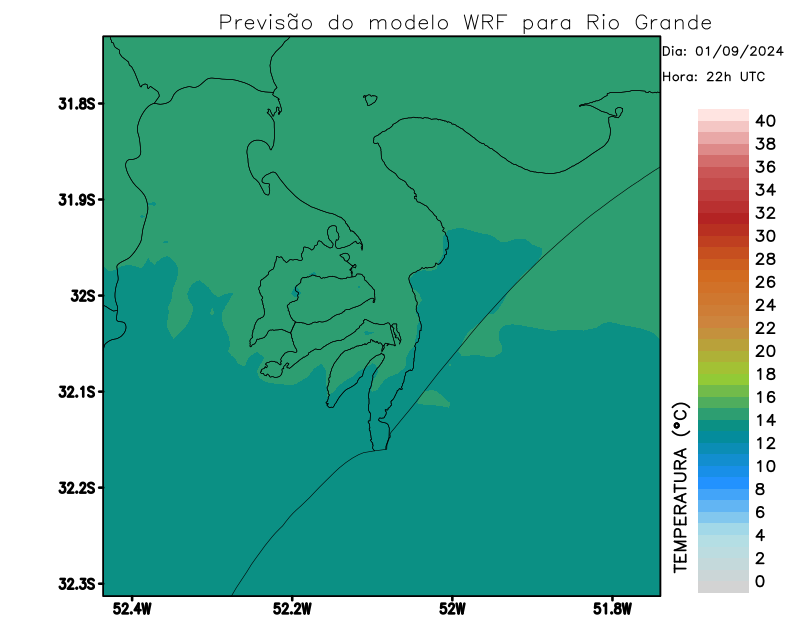 Previsão do modelo WRF para Rio Grande
Dia: 01/09/2024
Hora: 22h UTC
31.8S
31.9S
32S
32.1S
32.2S
32.3S
52.4W
52.2W
52W
51.8W
TEMPERATURA (°C)
40
38
36
34
32
30
28
26
24
22
20
18
16
14
12
10
8
6
4
2
0